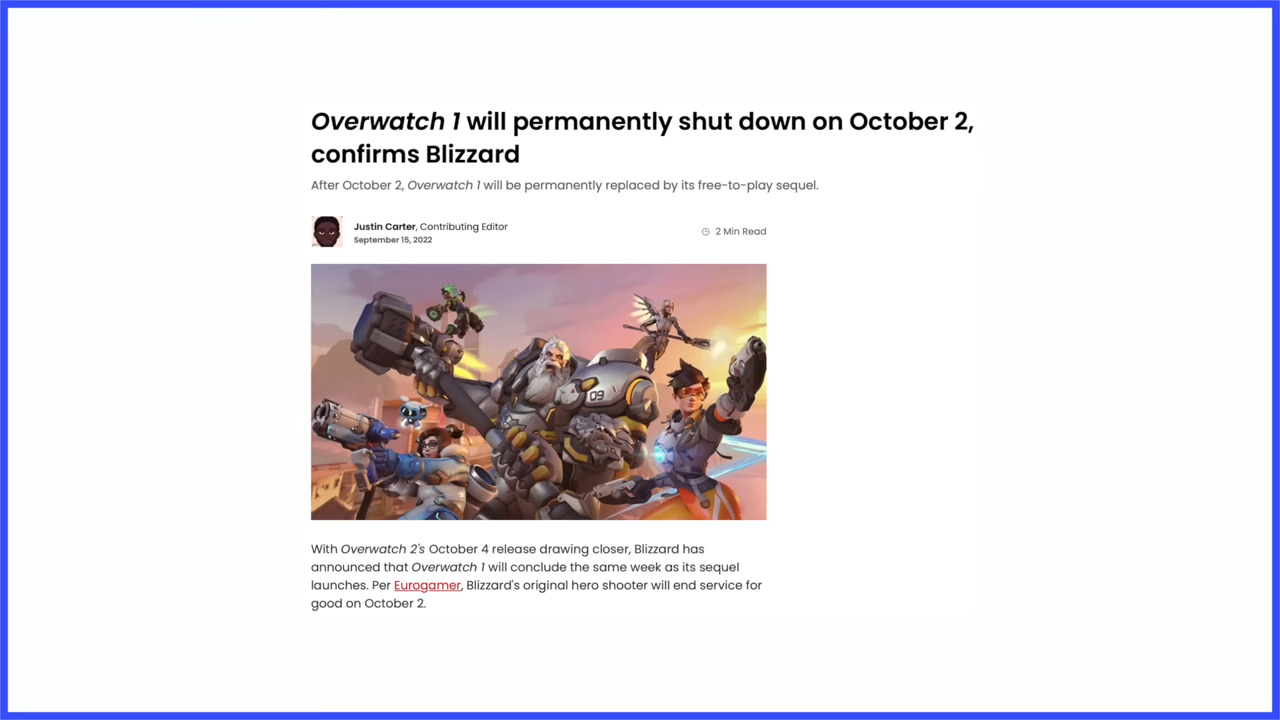 Overwatch 1 will permanently shut down on October 2,
confirms Blizzard
After October 2, Overwatch 1 will be permanently replaced by its free-to-play sequel.
Justin Carter, Contributing Editor
September 15, 2022
2 Min Read
09
With Overwatch 2's October 4 release drawing closer, Blizzard has
announced that Overwatch 1 will conclude the same week as its sequel
launches. Per Eurogamer, Blizzard's original hero shooter will end service for
good on October 2.